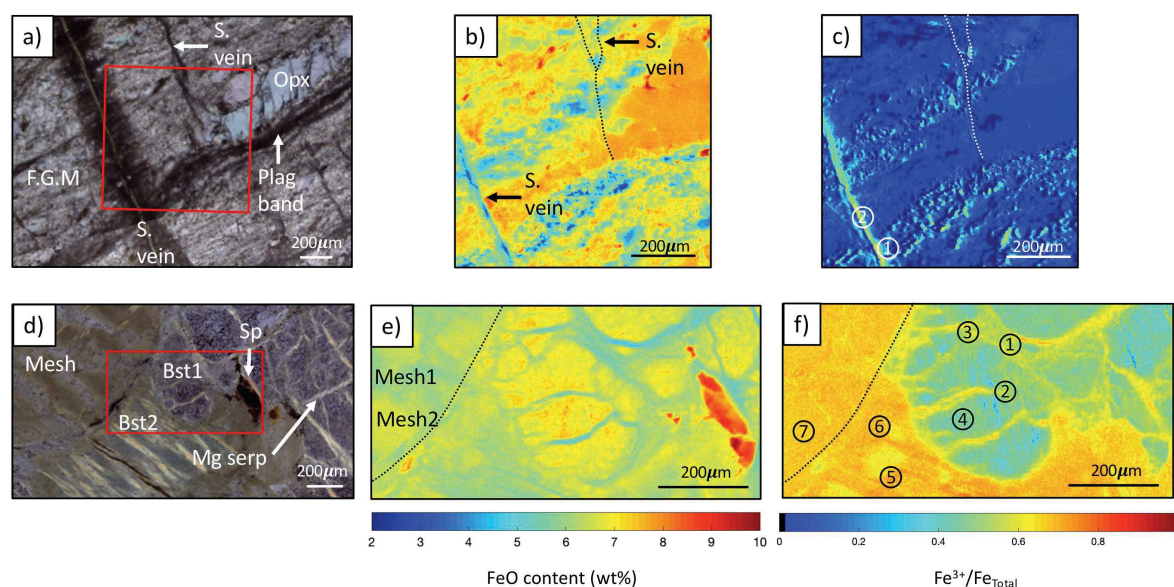 a)
S.
vein
Opx
F.G.M
Plag
band
S.
vein
200µm
b)
S.
vein
S.
vein
200µm
c)
②
①
200µm
d)
Sp
Mesh
Bst1
Bst2
Mg serp
200µm
e)
Mesh1
Mesh2
200µm
f)
③
①
②
④
⑥
⑦
⑤
200µm
2 3 4 5 6 7 8 9 10
FeO content (wt%)
0 0.2 0.4 0.6 0.8
Fe³⁺/Fe_Total